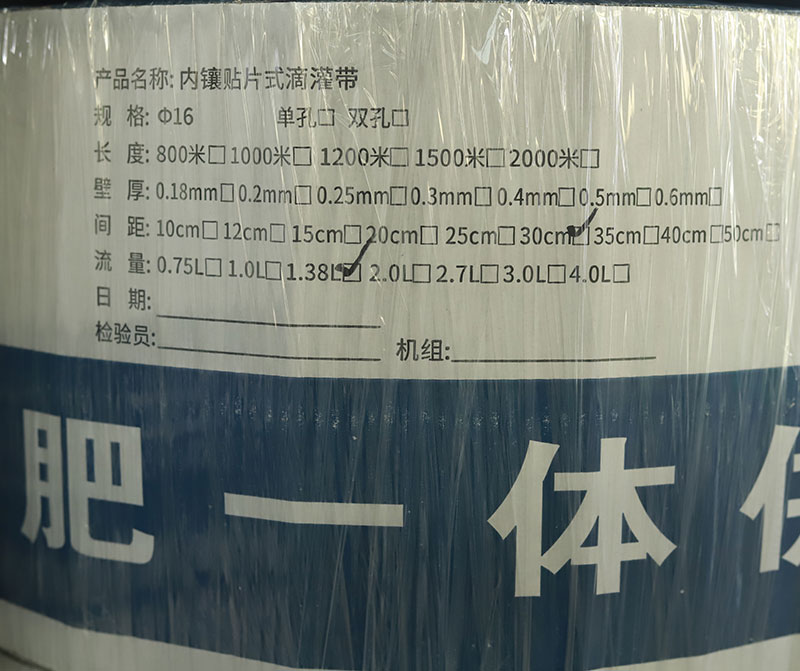 产品名称: 内镶贴片式滴灌带
规 格: Φ16 单孔□ 双孔□
长 度: 800米□ 1000米□ 1200米□ 1500米□ 2000米□
壁 厚: 0.18mm□ 0.2mm□ 0.25mm□ 0.3mm□ 0.4mm□ 0.5mm□ 0.6mm□
间 距: 10cm□ 12cm□ 15cm□ 20cm□ 25cm□ 30cm☑ 35cm□ 40cm□ 50cm□
流 量: 0.75L□ 1.0L□ 1.38L☑ 2.0L□ 2.7L□ 3.0L□ 4.0L□
日 期:
检验员: 机组:
肥一体